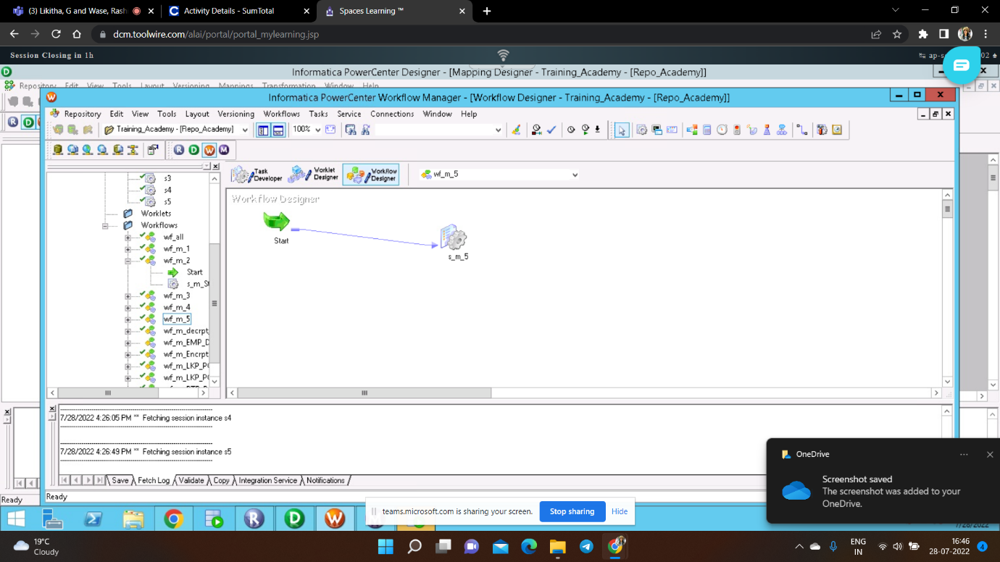 (3) Likitha, G and Wase, Rash
Activity Details - SumTotal
Spaces Learning ™
dcm.toolwire.com/alai/portal/portal_mylearning.jsp
Session Closing in 1h
Informatica PowerCenter Designer - [Mapping Designer - Training_Academy - [Repo_Academy]]
Repository Edit View Tools Layout Versioning Mappings Transformation Window Help
Informatica PowerCenter Workflow Manager - [Workflow Designer - Training_Academy - [Repo_Academy]]
Repository Edit View Tools Layout Versioning Workflows Tasks Service Connections Window Help
Training_Academy - [Repo_Academy]
100%
Task Developer
Worklet Designer
Workflow Designer
wf_m_5
s3
s4
s5
Worklets
Workflows
wf_all
wf_m_1
wf_m_2
Start
s_m_St
wf_m_3
wf_m_4
wf_m_5
wf_m_decrpt
wf_m_EMP_D
wf_m_Encrpt
wf_m_LKP_P
wf_m_LKP_P
Workflow Designer
Start
s_m_5
7/28/2022 4:26:05 PM ** Fetching session instance s4
7/28/2022 4:26:49 PM ** Fetching session instance s5
Save Fetch Log Validate Copy Integration Service Notifications
Ready
Ready
OneDrive
Screenshot saved
The screenshot was added to your
OneDrive.
teams.microsoft.com is sharing your screen.
Stop sharing
Hide
7/28/2022
19°C
Cloudy
ENG
IN
16:46
28-07-2022
4